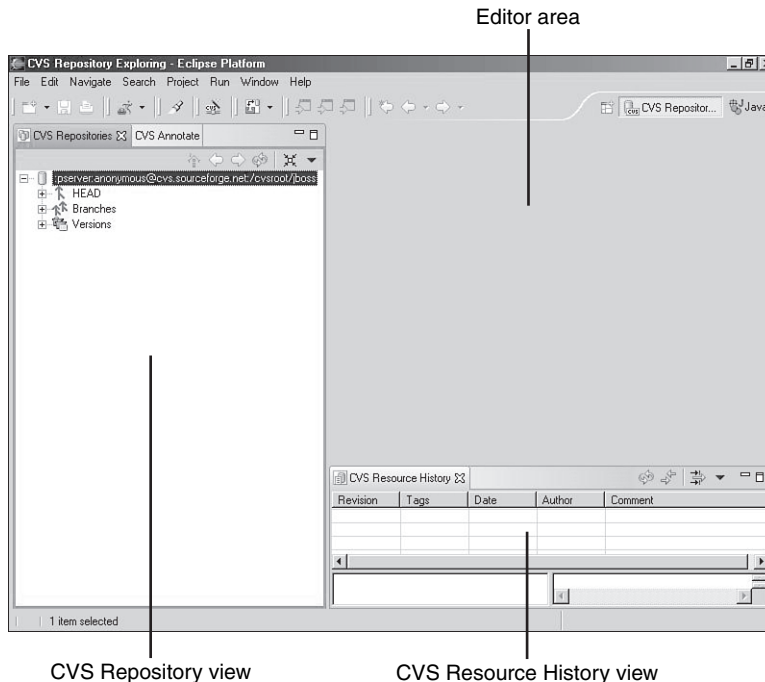 Editor area
CVS Repository Exploring - Eclipse Platform
File Edit Navigate Search Project Run Window Help
CVS Repositor... Java
CVS Repositories CVS Annotate
:pserver:anonymous@cvs.sourceforge.net:/cvsroot/jboss
HEAD
Branches
Versions
CVS Resource History
Revision Tags Date Author Comment
1 item selected
CVS Repository view CVS Resource History view